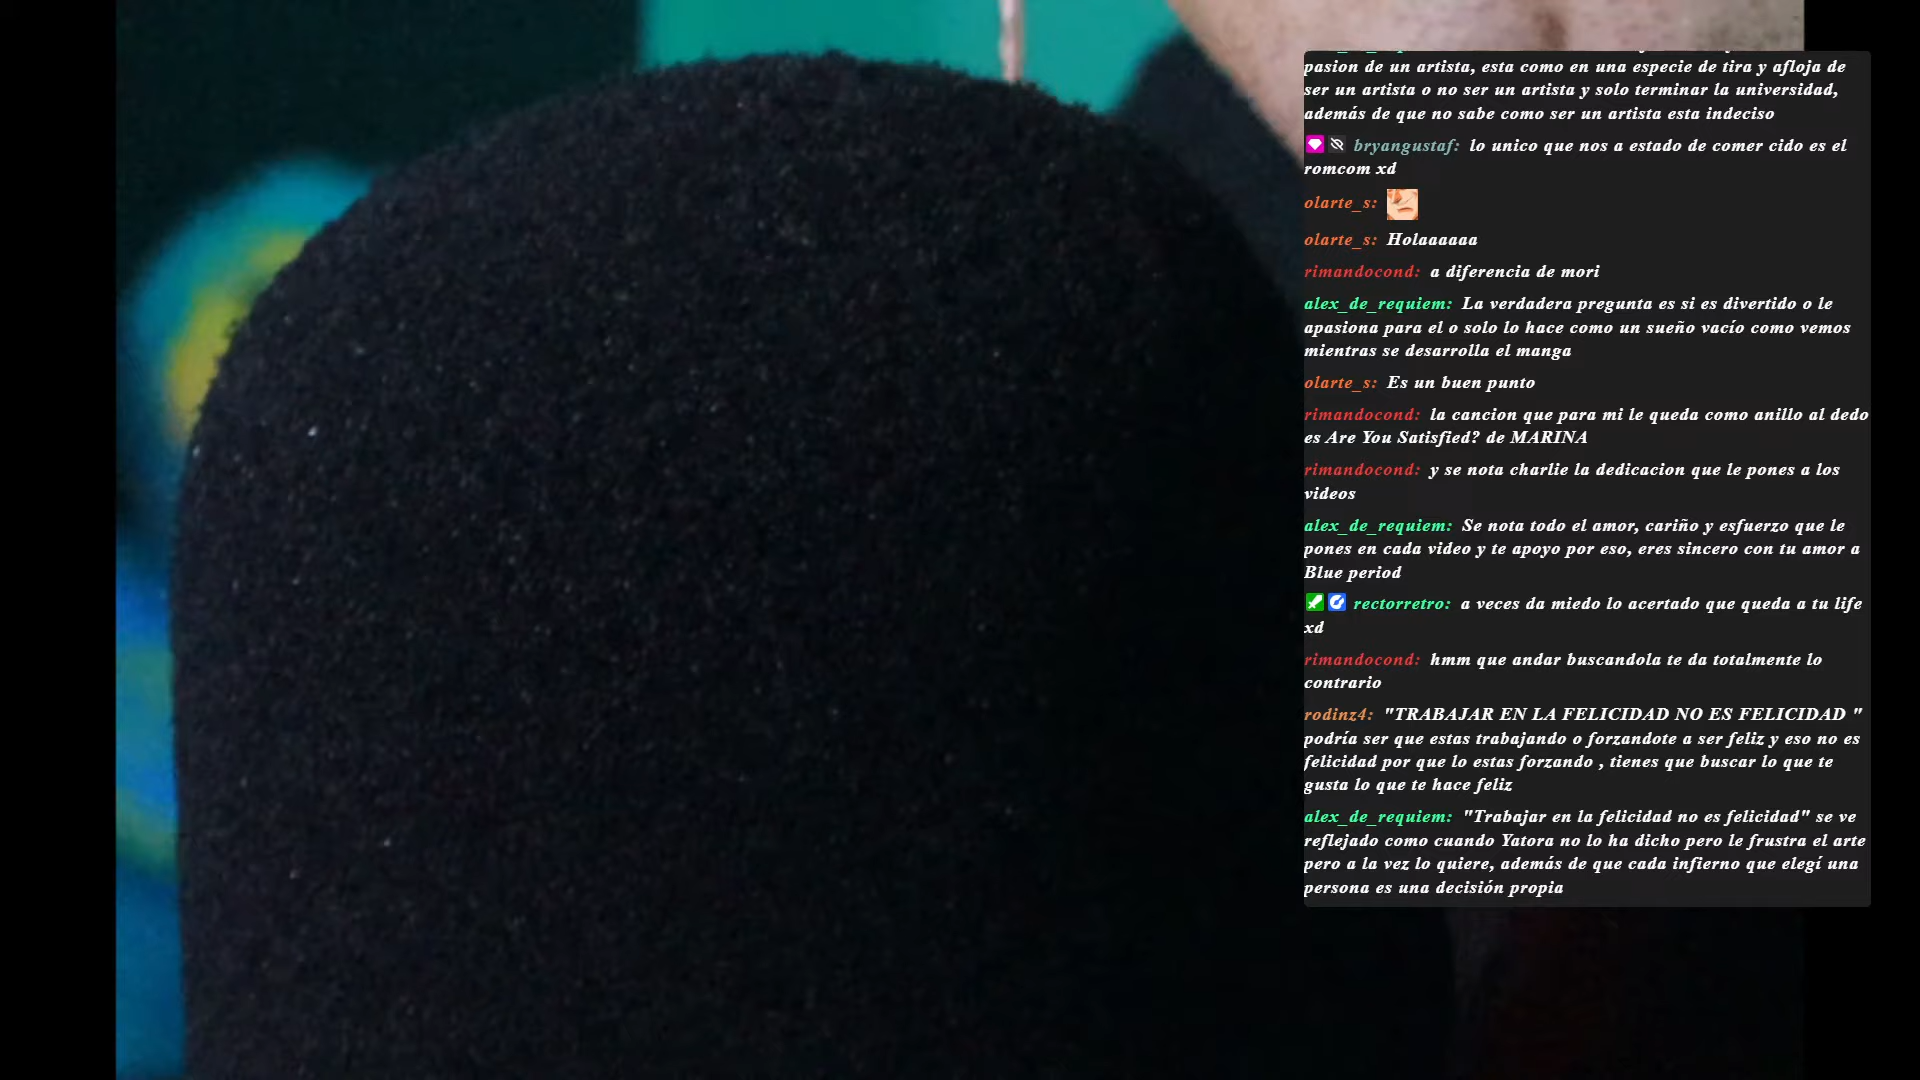 pasion de un artista, esta como en una especie de tira y afloja de
ser un artista o no ser un artista y solo terminar la universidad,
además de que no sabe como ser un artista esta indeciso
bryangustaf: lo unico que nos a estado de comer cido es el
romcom xd
olarte_s:
olarte_s: Holaaaaaa
rimandocond: a diferencia de mori
alex_de_requiem: La verdadera pregunta es si es divertido o le
apasiona para el o solo lo hace como un sueño vacío como vemos
mientras se desarrolla el manga
olarte_s: Es un buen punto
rimandocond: la cancion que para mi le queda como anillo al dedo
es Are You Satisfied? de MARINA
rimandocond: y se nota charlie la dedicacion que le pones a los
videos
alex_de_requiem: Se nota todo el amor, cariño y esfuerzo que le
pones en cada video y te apoyo por eso, eres sincero con tu amor a
Blue period
rectorretro: a veces da miedo lo acertado que queda a tu life
xd
rimandocond: hmm que andar buscandola te da totalmente lo
contrario
rodinz4: "TRABAJAR EN LA FELICIDAD NO ES FELICIDAD "
podría ser que estas trabajando o forzandote a ser feliz y eso no es
felicidad por que lo estas forzando , tienes que buscar lo que te
gusta lo que te hace feliz
alex_de_requiem: "Trabajar en la felicidad no es felicidad" se ve
reflejado como cuando Yatora no lo ha dicho pero le frustra el arte
pero a la vez lo quiere, además de que cada infierno que elegí una
persona es una decisión propia